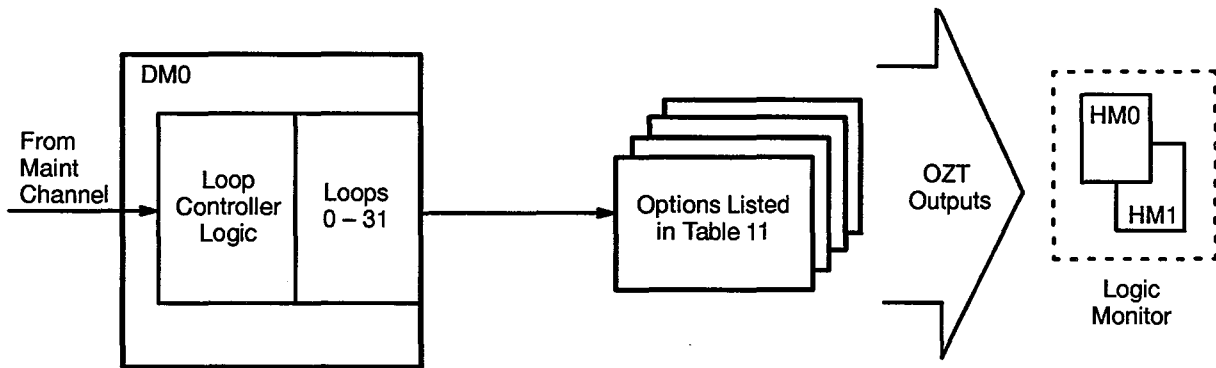 DM0
From
Maint
Channel
Loop
Controller
Logic
Loops
0 – 31
Options Listed
in Table 11
OZT
Outputs
HM0
HM1
Logic
Monitor